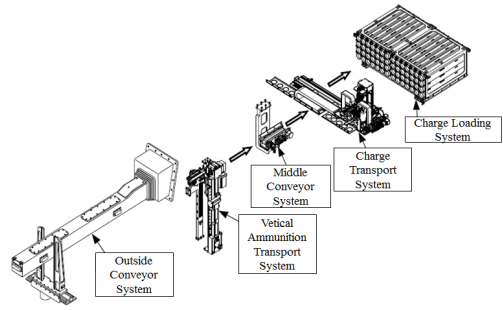 Charge Loading
System
Charge
Transport
System
Middle
Conveyor
System
Vetical
Ammunition
Transport
System
Outside
Conveyor
System